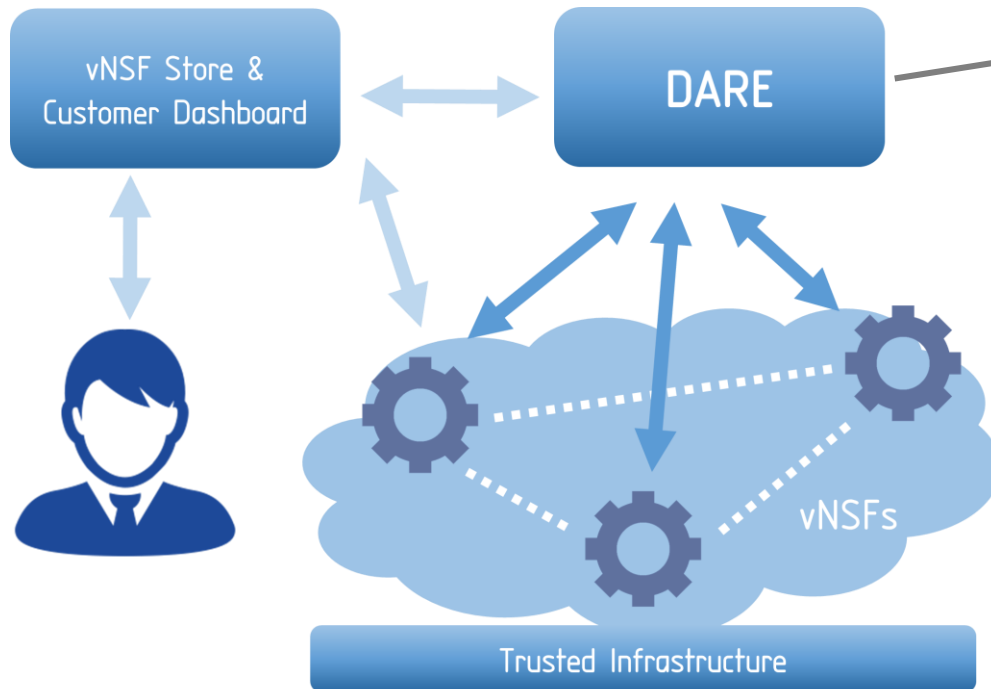 vNSF Store &
Customer Dashboard
DARE
vNSFs
Trusted Infrastructure